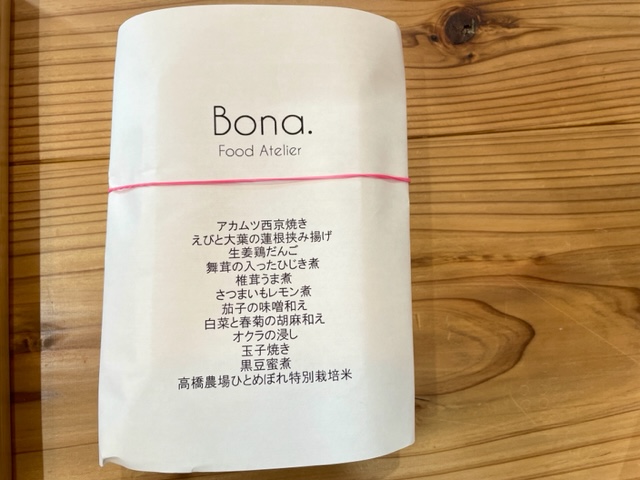 Bona.
Food Atelier
アカムツ西京焼き
えびと大葉の蓮根挟み揚げ
生姜鶏だんご
舞茸の入ったひじき煮
椎茸うま煮
さつまいもレモン煮
茄子の味噌和え
白菜と春菊の胡麻和え
オクラの浸し
玉子焼き
黒豆蜜煮
高橋農場ひとめぼれ特別栽培米